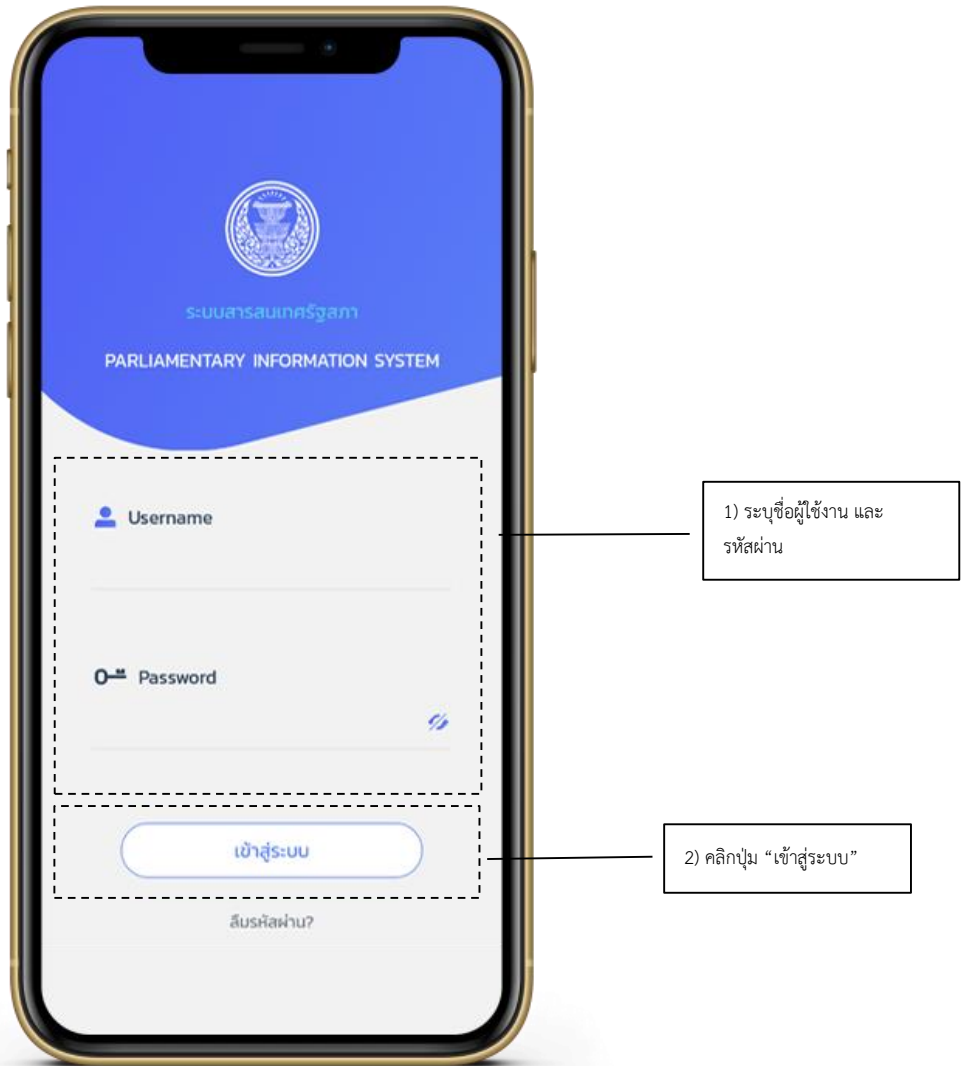 ระบบสารสนเทศรัฐสภา
PARLIAMENTARY INFORMATION SYSTEM
Username
1) ระบุชื่อผู้ใช้งาน และ
รหัสผ่าน
Password
เข้าสู่ระบบ
2) คลิกปุ่ม “เข้าสู่ระบบ”
ลืมรหัสผ่าน?